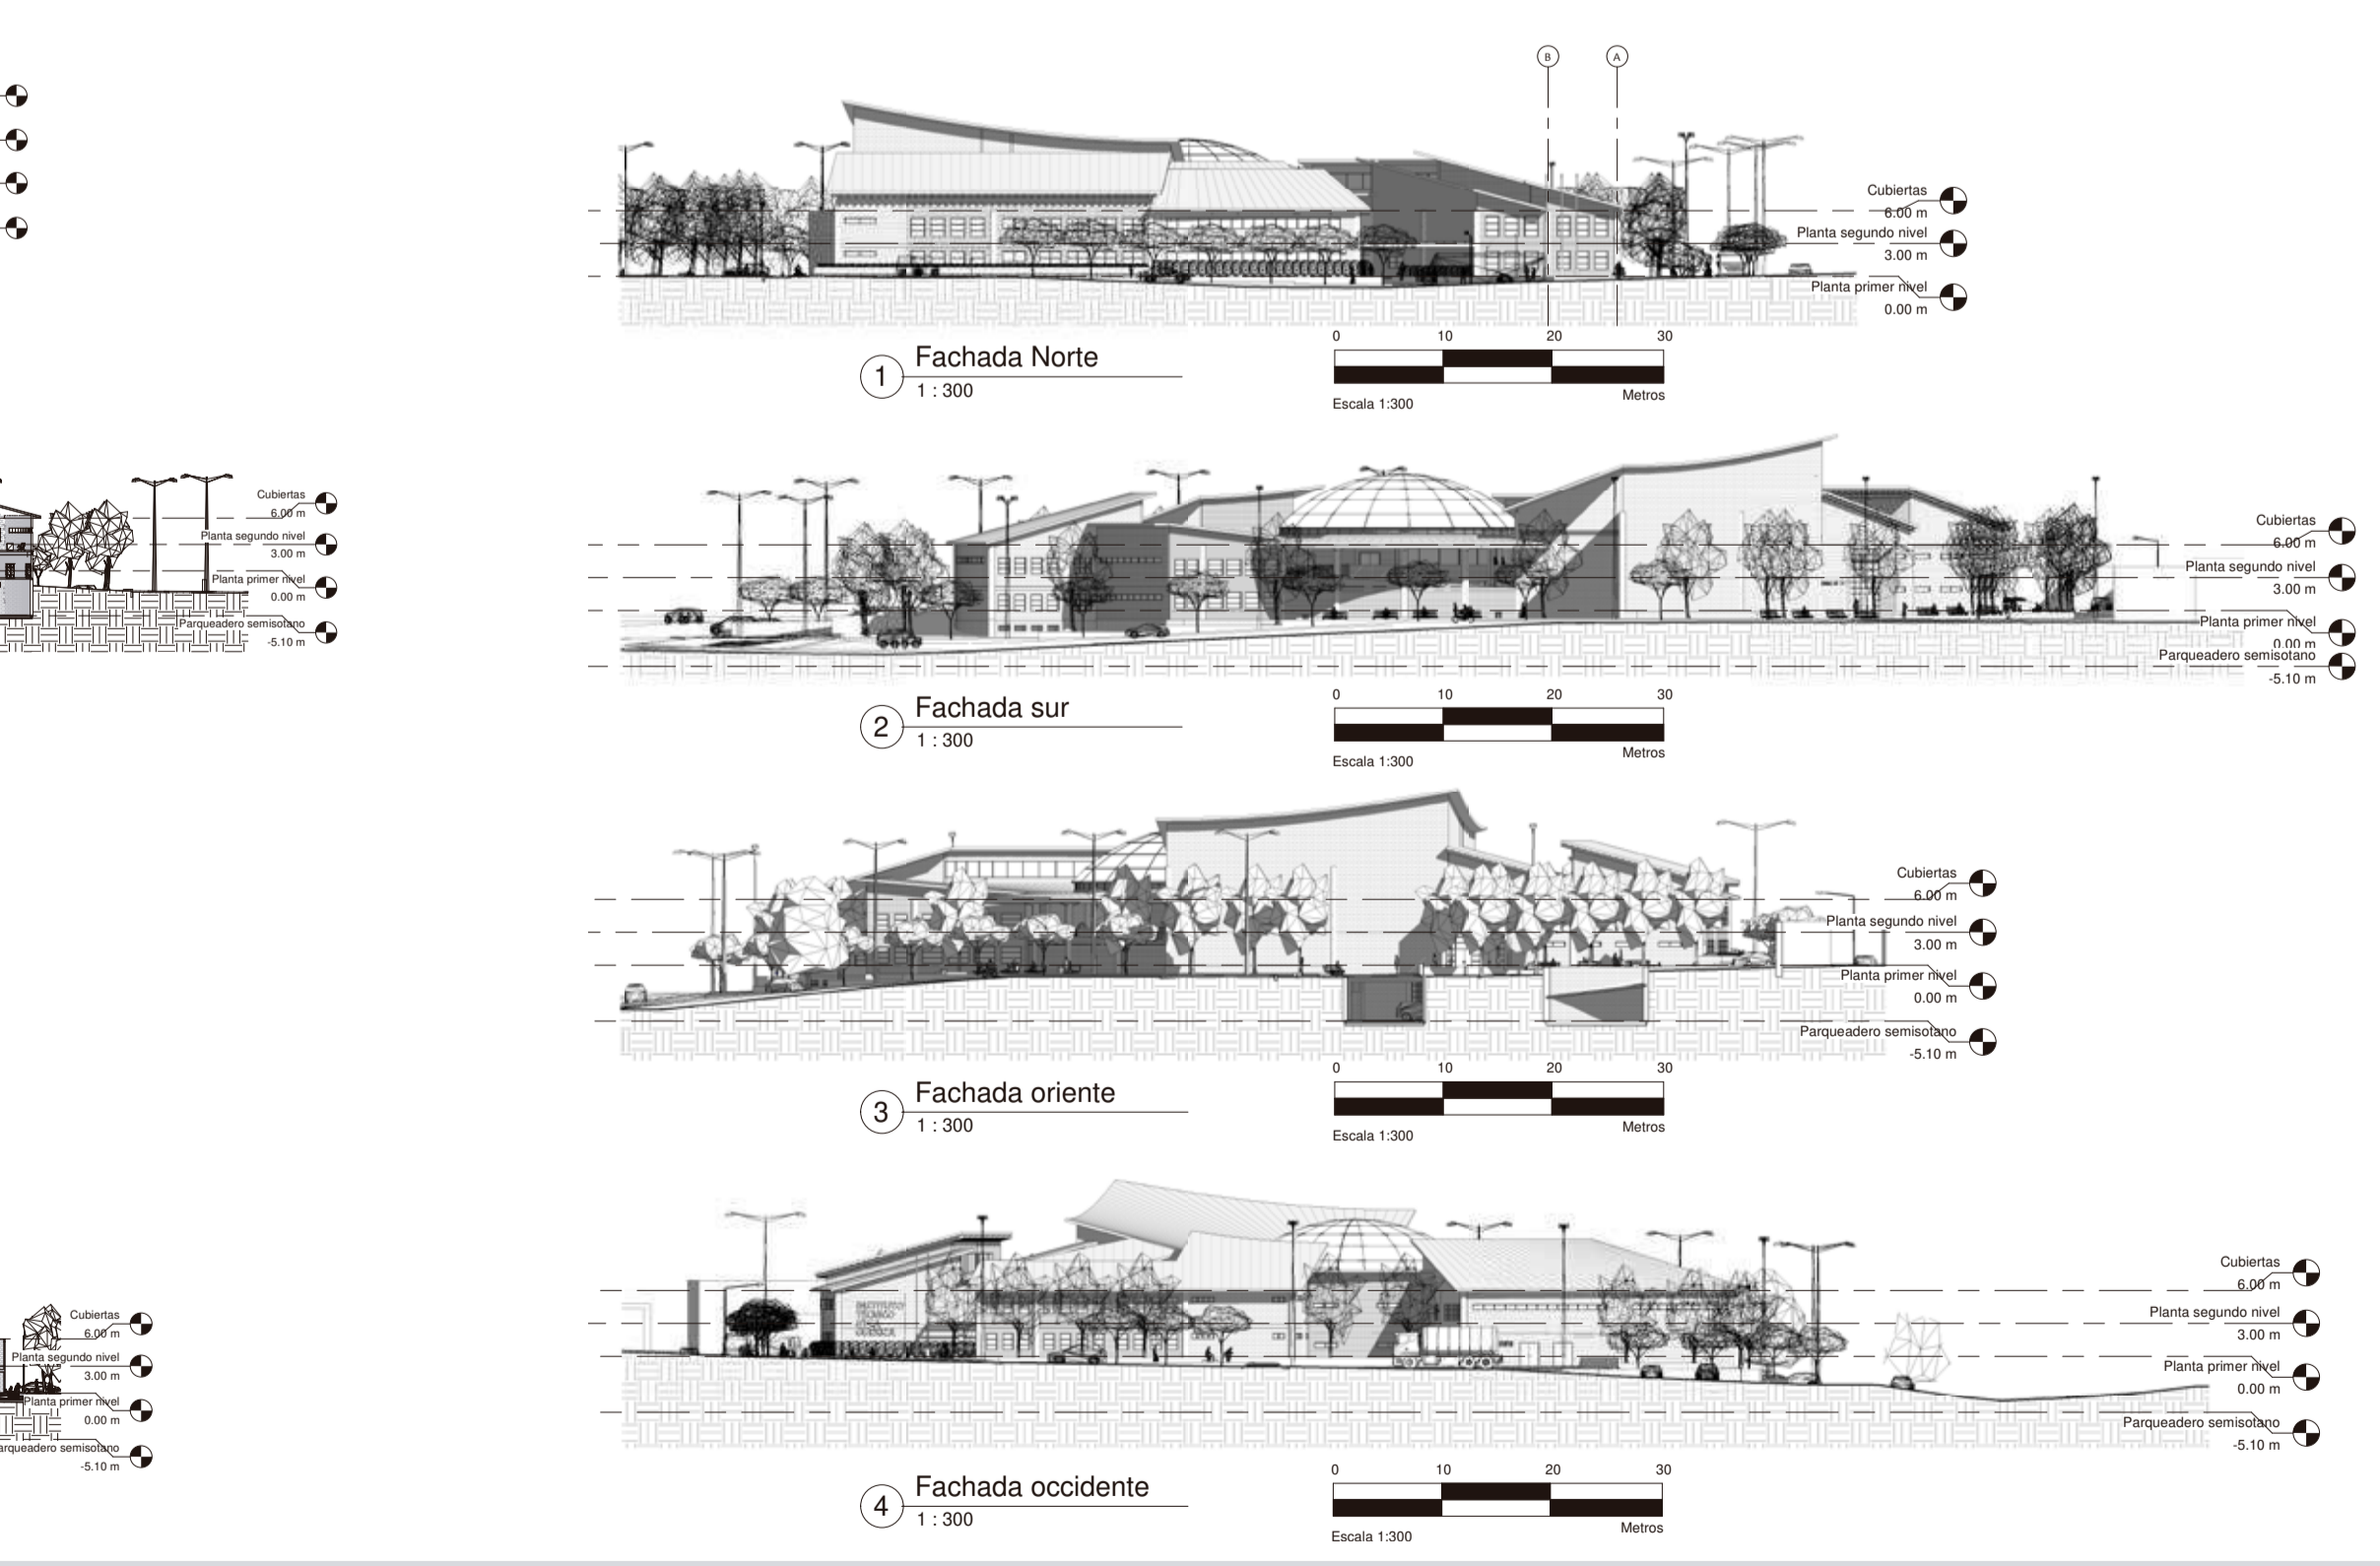 B
A
Cubiertas
6.00 m
Planta segundo nivel
3.00 m
Planta primer nivel
0.00 m
1
Fachada Norte
1 : 300
0 10 20 30
Metros
Escala 1:300
Cubiertas
6.00 m
Planta segundo nivel
3.00 m
Planta primer nivel
0.00 m
Parqueadero semisotano
-5.10 m
Cubiertas
6.00 m
Planta segundo nivel
3.00 m
Planta primer nivel
0.00 m
Parqueadero semisotano
-5.10 m
2
Fachada sur
1 : 300
0 10 20 30
Metros
Escala 1:300
Cubiertas
6.00 m
Planta segundo nivel
3.00 m
Planta primer nivel
0.00 m
Parqueadero semisotano
-5.10 m
3
Fachada oriente
1 : 300
0 10 20 30
Metros
Escala 1:300
Cubiertas
6.00 m
Planta segundo nivel
3.00 m
Planta primer nivel
0.00 m
arqueadero semisotano
-5.10 m
Cubiertas
6.00 m
Planta segundo nivel
3.00 m
Planta primer nivel
0.00 m
Parqueadero semisotano
-5.10 m
4
Fachada occidente
1 : 300
0 10 20 30
Metros
Escala 1:300